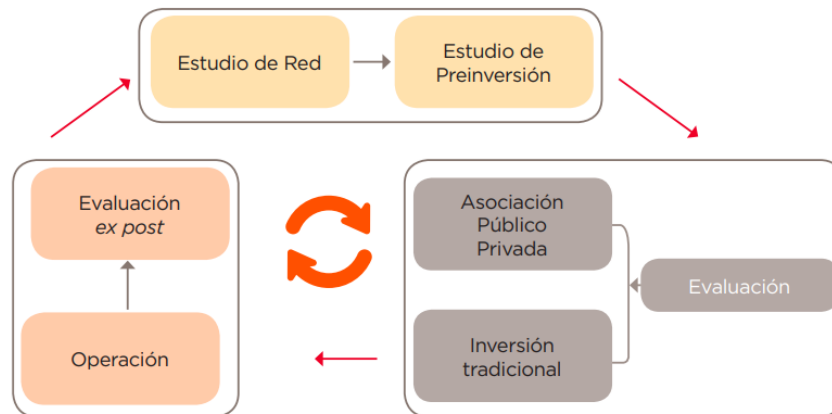 Estudio de Red
Estudio de
Preinversión
Evaluación
ex post
Operación
Asociación
Público
Privada
Inversión
tradicional
Evaluación